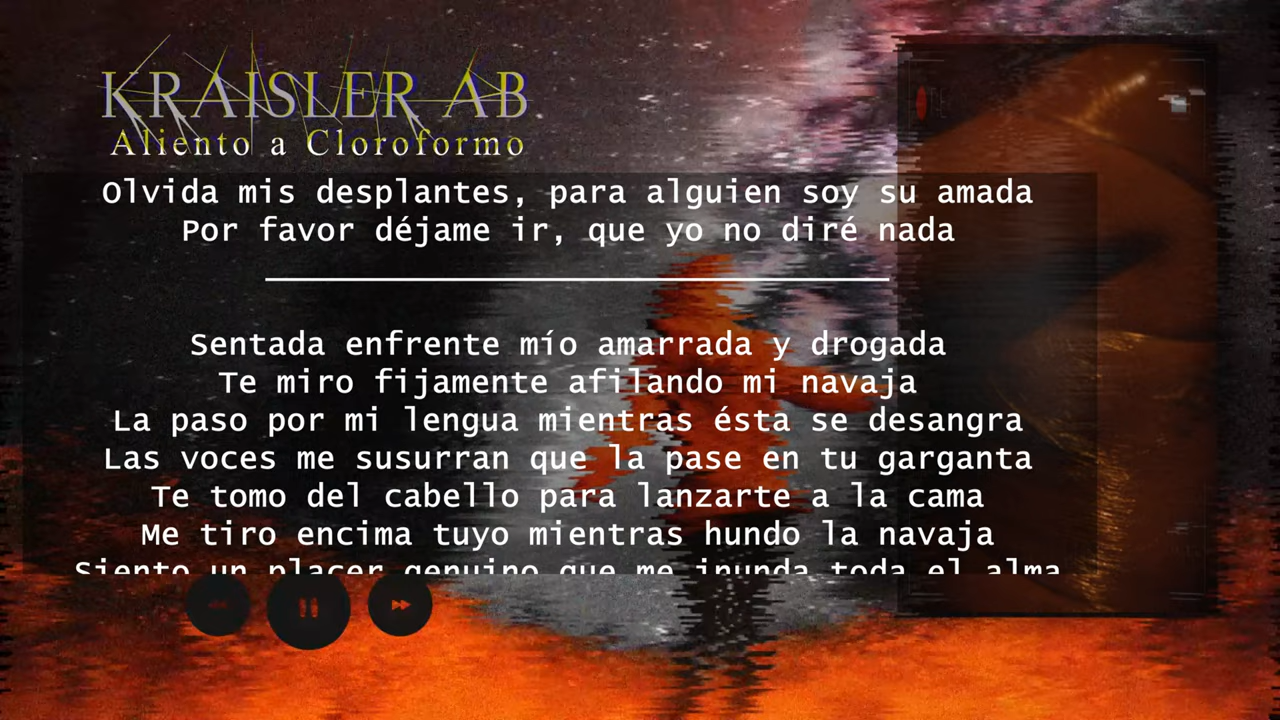 KRAISLER AB
Aliento a Cloroformo
Olvida mis desplantes, para alguien soy su amada
Por favor déjame ir, que yo no diré nada
Sentada enfrente mío amarrada y drogada
Te miro fijamente afilando mi navaja
La paso por mi lengua mientras ésta se desangra
Las voces me susurran que la pase en tu garganta
Te tomo del cabello para lanzarte a la cama
Me tiro encima tuyo mientras hundo la navaja
Siento un placer genuino que me inunda toda el alma